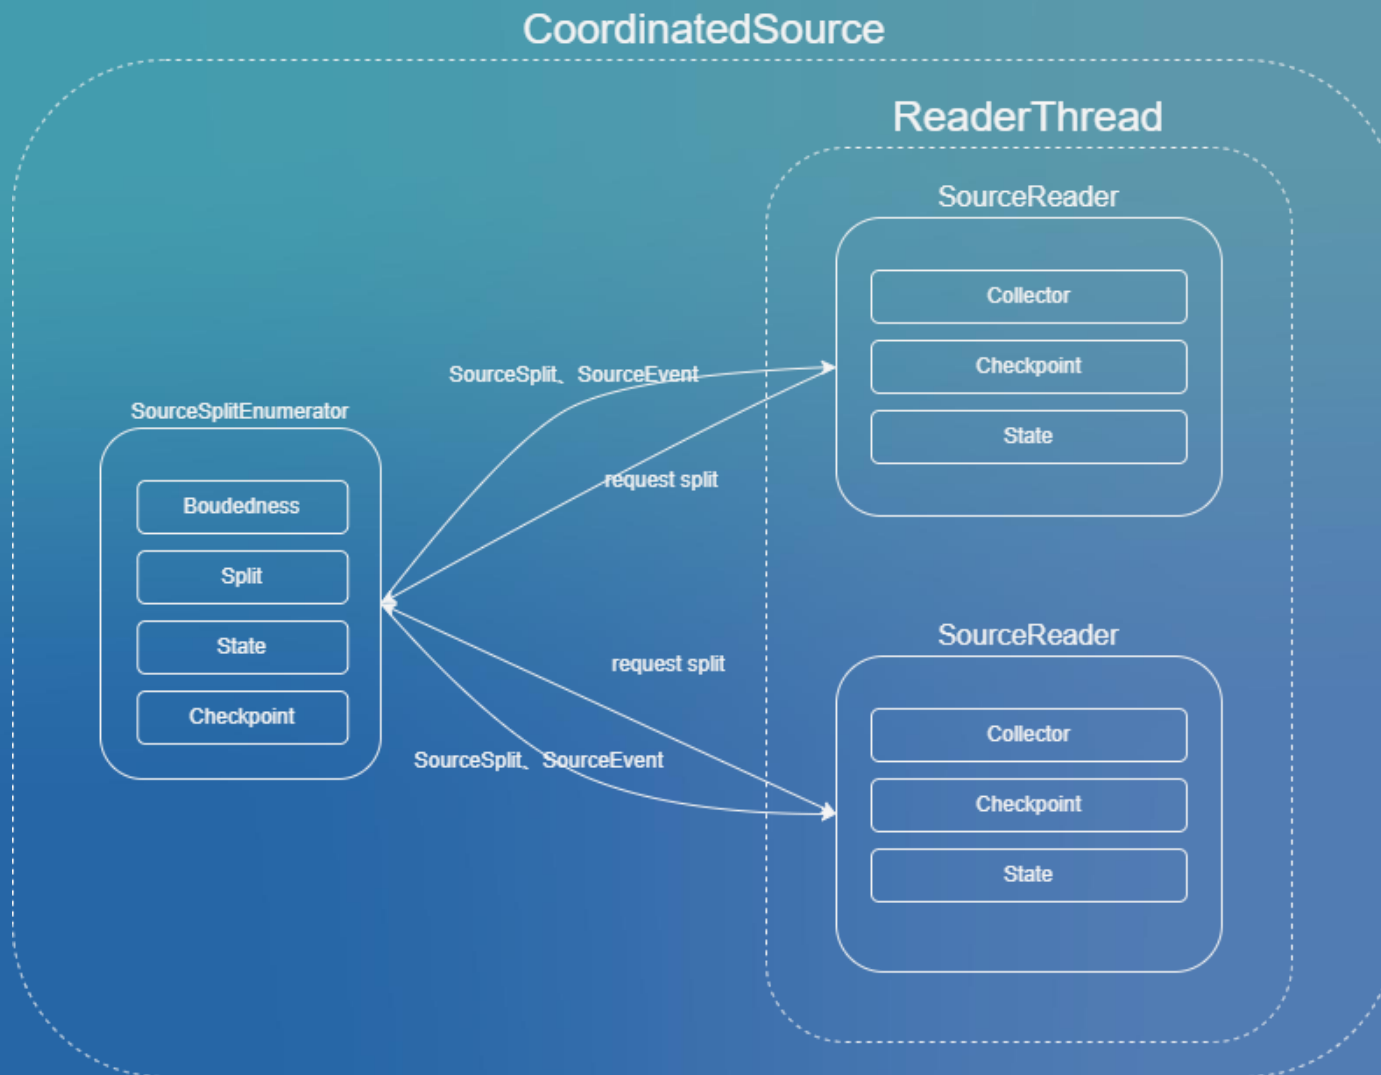 CoordinatedSource
ReaderThread
SourceReader
Collector
Checkpoint
State
SourceSplit、SourceEvent
request split
SourceSplitEnumerator
Boudedness
Split
State
Checkpoint
request split
SourceSplit、SourceEvent
SourceReader
Collector
Checkpoint
State